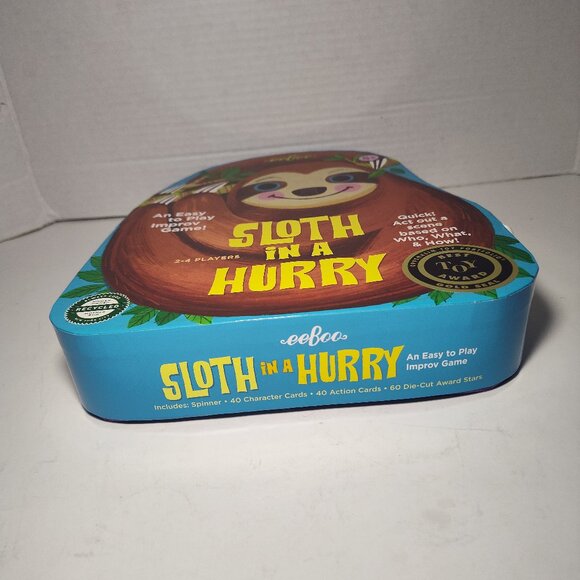 eeBoo
An Easy
to Play
Improv
Game!
SLOTH
IN A
HURRY
2-4 PLAYERS
Quick!
Act out a
scene
based on
Who, What,
& How!
BEST
TOY
AWARD
GOLD SEAL
RECYCLED
eeBoo
SLOTH IN A HURRY
An Easy to Play
Improv Game
Includes: Spinner • 40 Character Cards • 40 Action Cards • 60 Die-Cut Award Stars